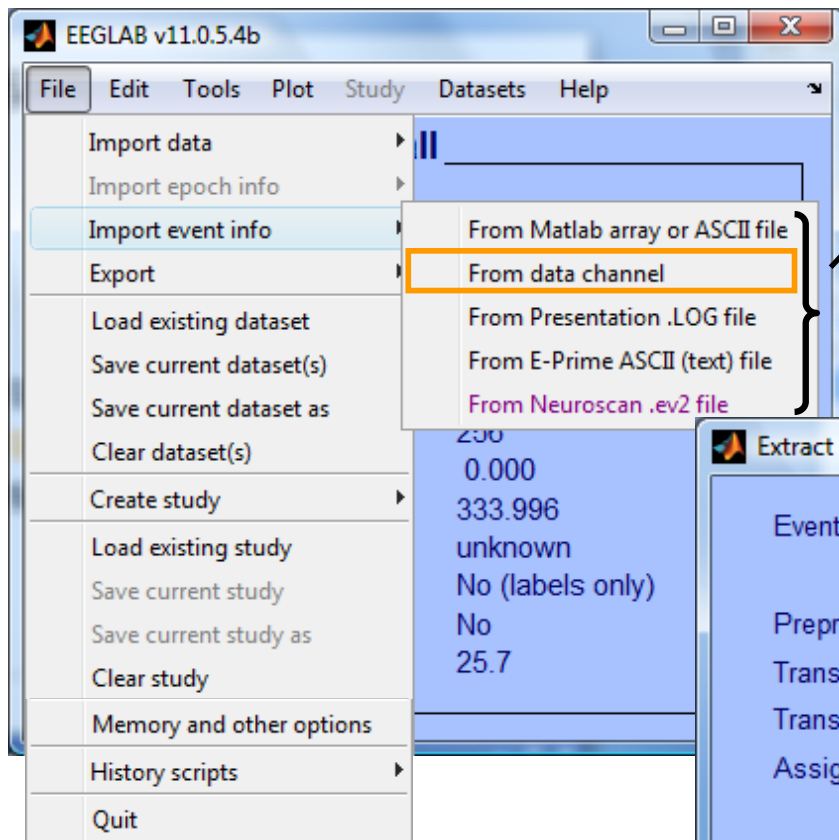 EEGLAB v11.0.5.4b
File Edit Tools Plot Study Datasets Help
Import data
Import epoch info
Import event info
Export
Load existing dataset
Save current dataset(s)
Save current dataset as
Clear dataset(s)
Create study
Load existing study
Save current study
Save current study as
Clear study
Memory and other options
History scripts
Quit
From Matlab array or ASCII file
From data channel
From Presentation .LOG file
From E-Prime ASCII (text) file
From Neuroscan .ev2 file
256
0.000
333.996
unknown
No (labels only)
No
25.7
Extract
Event